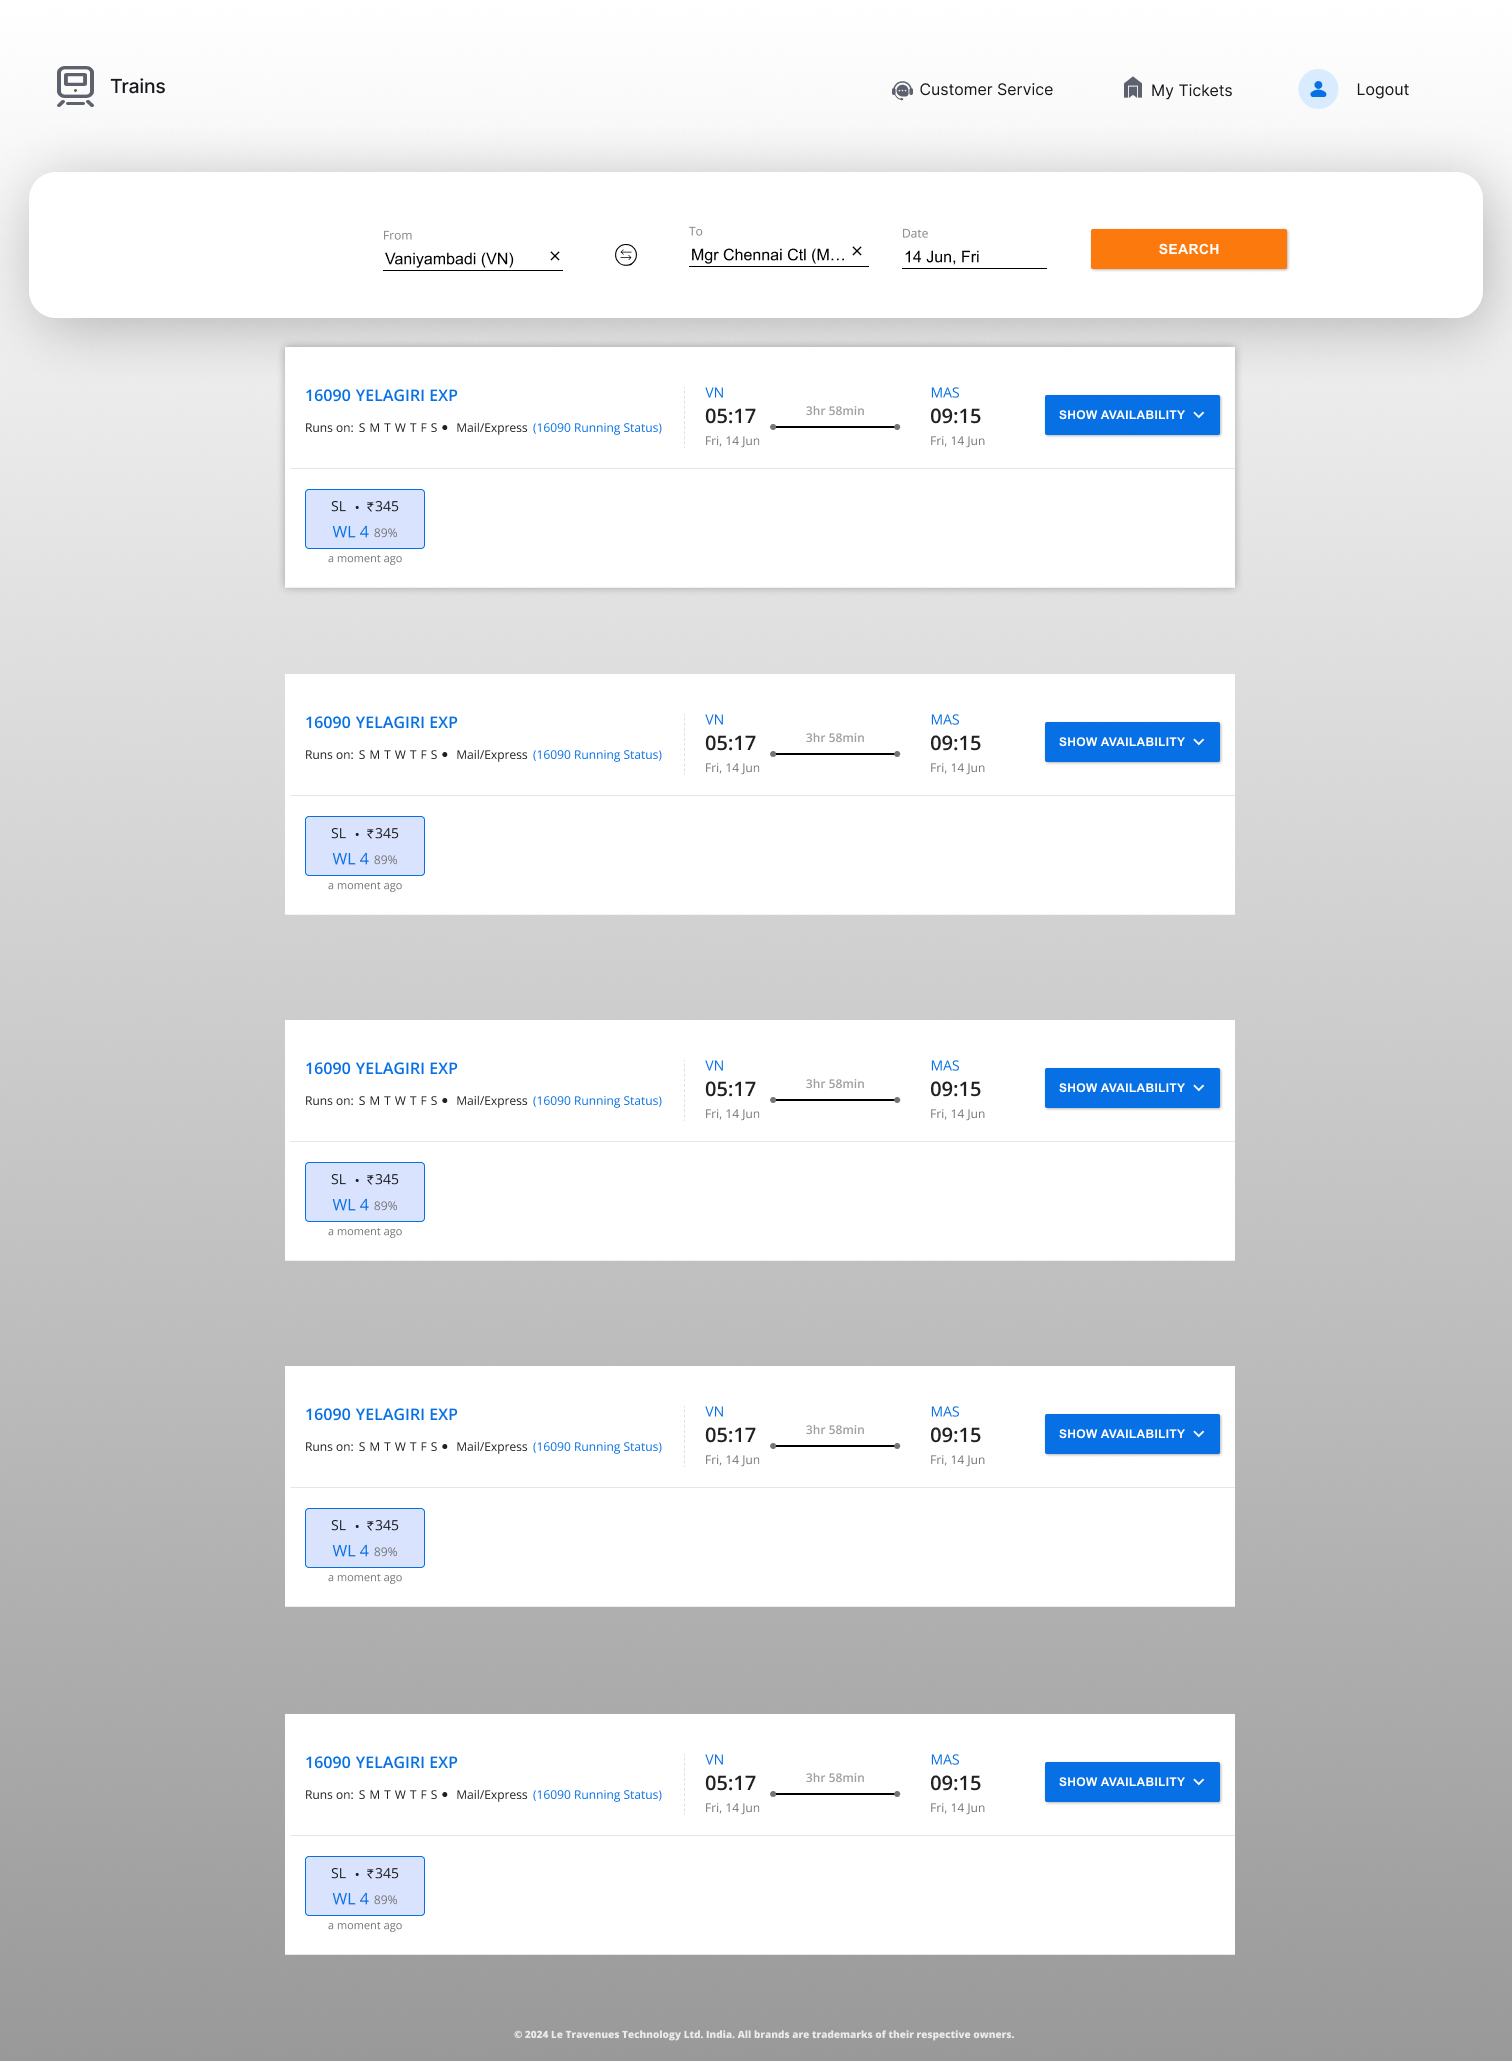 Trains
Customer Service
My Tickets
Logout
From
Vaniyambadi (VN)
To
Mgr Chennai Ctl (M...
Date
14 Jun, Fri
SEARCH
16090 YELAGIRI EXP
Runs on: S M T W T F S • Mail/Express (16090 Running Status)
VN
05:17
Fri, 14 Jun
3hr 58min
MAS
09:15
Fri, 14 Jun
SHOW AVAILABILITY
SL • ₹345
WL 4 89%
a moment ago
16090 YELAGIRI EXP
Runs on: S M T W T F S • Mail/Express (16090 Running Status)
VN
05:17
Fri, 14 Jun
3hr 58min
MAS
09:15
Fri, 14 Jun
SHOW AVAILABILITY
SL • ₹345
WL 4 89%
a moment ago
16090 YELAGIRI EXP
Runs on: S M T W T F S • Mail/Express (16090 Running Status)
VN
05:17
Fri, 14 Jun
3hr 58min
MAS
09:15
Fri, 14 Jun
SHOW AVAILABILITY
SL • ₹345
WL 4 89%
a moment ago
16090 YELAGIRI EXP
Runs on: S M T W T F S • Mail/Express (16090 Running Status)
VN
05:17
Fri, 14 Jun
3hr 58min
MAS
09:15
Fri, 14 Jun
SHOW AVAILABILITY
SL • ₹345
WL 4 89%
a moment ago
16090 YELAGIRI EXP
Runs on: S M T W T F S • Mail/Express (16090 Running Status)
VN
05:17
Fri, 14 Jun
3hr 58min
MAS
09:15
Fri, 14 Jun
SHOW AVAILABILITY
SL • ₹345
WL 4 89%
a moment ago
© 2024 Le Travenues Technology Ltd. India. All brands are trademarks of their respective owners.